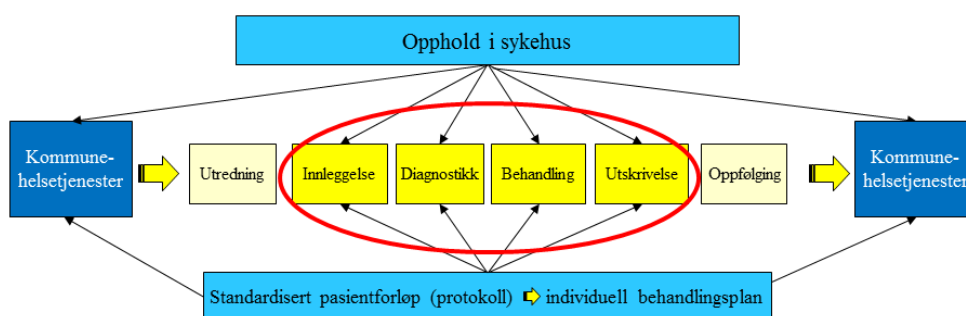 Opphold i sykehus
Kommune-
helsetjenester
Utredning
Innleggelse
Diagnostikk
Behandling
Utskrivelse
Oppfølging
Kommune-
helsetjenester
Standardisert pasientforløp (protokoll) individuell behandlingsplan